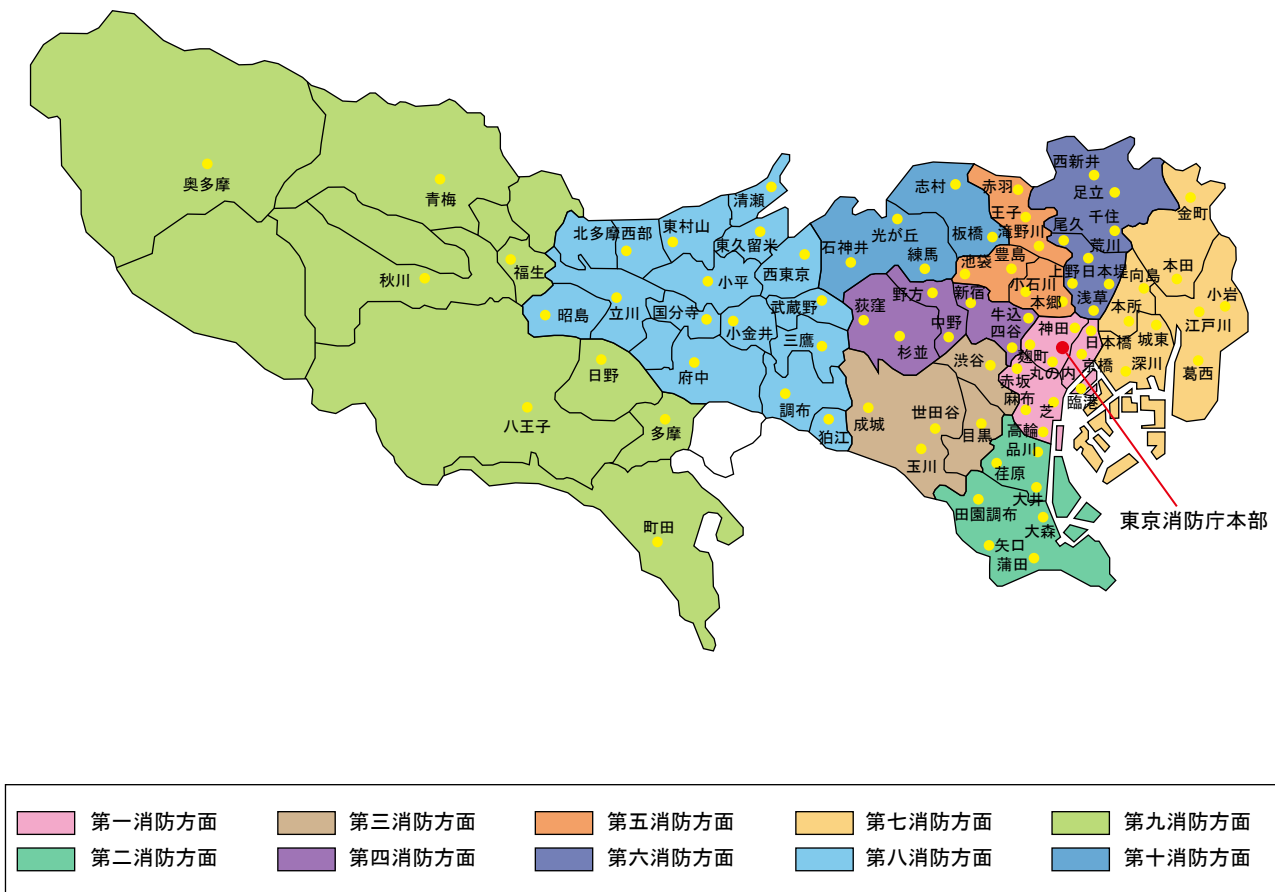 西新井
志村
赤羽
足立
奥多摩
青梅
清瀬
王子
千住
金町
北多摩西部
東村山
東久留米
石神井
光が丘
板橋
滝野川
尾久
荒川
練馬
池袋
豊島
上野
日本堤
向島
本田
秋川
福生
小平
西東京
野方
新宿
小石川
本郷
浅草
本所
小岩
昭島
立川
国分寺
武蔵野
荻窪
中野
牛込
四谷
神田
日本橋
城東
江戸川
小金井
三鷹
杉並
渋谷
麹町
丸の内
京橋
深川
葛西
日野
府中
赤坂
麻布
芝
臨港
八王子
多摩
調布
狛江
成城
世田谷
目黒
高輪
品川
玉川
荏原
大井
町田
田園調布
大森
東京消防庁本部
矢口
蒲田
第一消防方面
第三消防方面
第五消防方面
第七消防方面
第九消防方面
第二消防方面
第四消防方面
第六消防方面
第八消防方面
第十消防方面